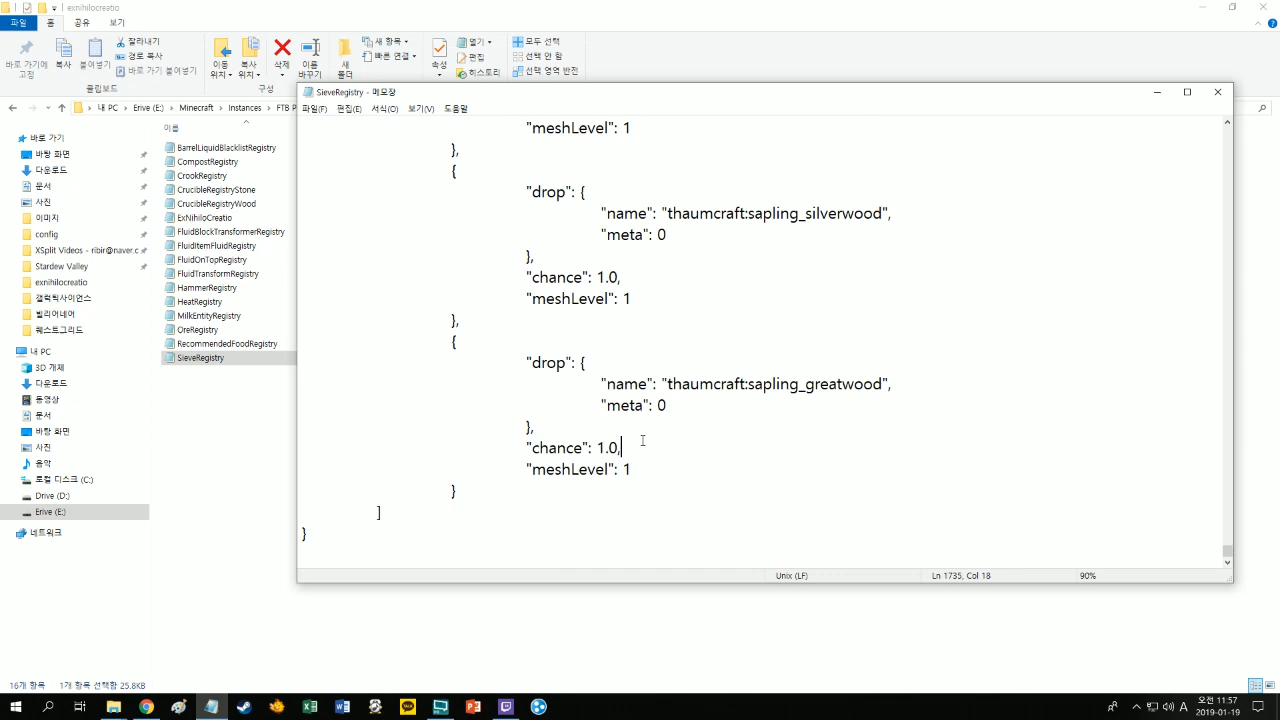 exnihilocreatio
파일 홈 공유 보기
바로 가기에 고정
복사
붙여넣기
잘라내기
경로 복사
바로 가기 붙여넣기
클립보드
이동 위치
복사 위치
삭제
이름 바꾸기
구성
새 폴더
새 항목
빠른 연결
속성
열기
편집
히스토리
모두 선택
선택 안 함
선택 영역 반전
내 PC > Erive (E:) > Minecraft > Instances > FTB P
바로 가기
바탕 화면
다운로드
문서
사진
이미지
config
XSplit Videos - ribir@naver.c
Stardew Valley
exnihilocreatio
갤럭틱사이언스
빌리어네어
퀘스트그리드
내 PC
3D 개체
다운로드
동영상
문서
바탕 화면
사진
음악
로컬 디스크 (C:)
Drive (D:)
Erive (E:)
네트워크
이름
BarrelLiquidBlacklistRegistry
CompostRegistry
CrookRegistry
CrucibleRegistryStone
CrucibleRegistryWood
ExNihiloCreatio
FluidBlockTransformerRegistry
FluidItemFluidRegistry
FluidOnTopRegistry
FluidTransformRegistry
HammerRegistry
HeatRegistry
MilkEntityRegistry
OreRegistry
RecommendedFoodRegistry
SieveRegistry
SieveRegistry - 메모장
파일(F) 편집(E) 서식(O) 보기(V) 도움말
"meshLevel": 1
},
{
"drop": {
"name": "thaumcraft:sapling_silverwood",
"meta": 0
},
"chance": 1.0,
"meshLevel": 1
},
{
"drop": {
"name": "thaumcraft:sapling_greatwood",
"meta": 0
},
"chance": 1.0,
"meshLevel": 1
}
]
}
Unix (LF) Ln 1735, Col 18 90%
16개 항목 1개 항목 선택함 25.8KB
A
오전 11:57
2019-01-19